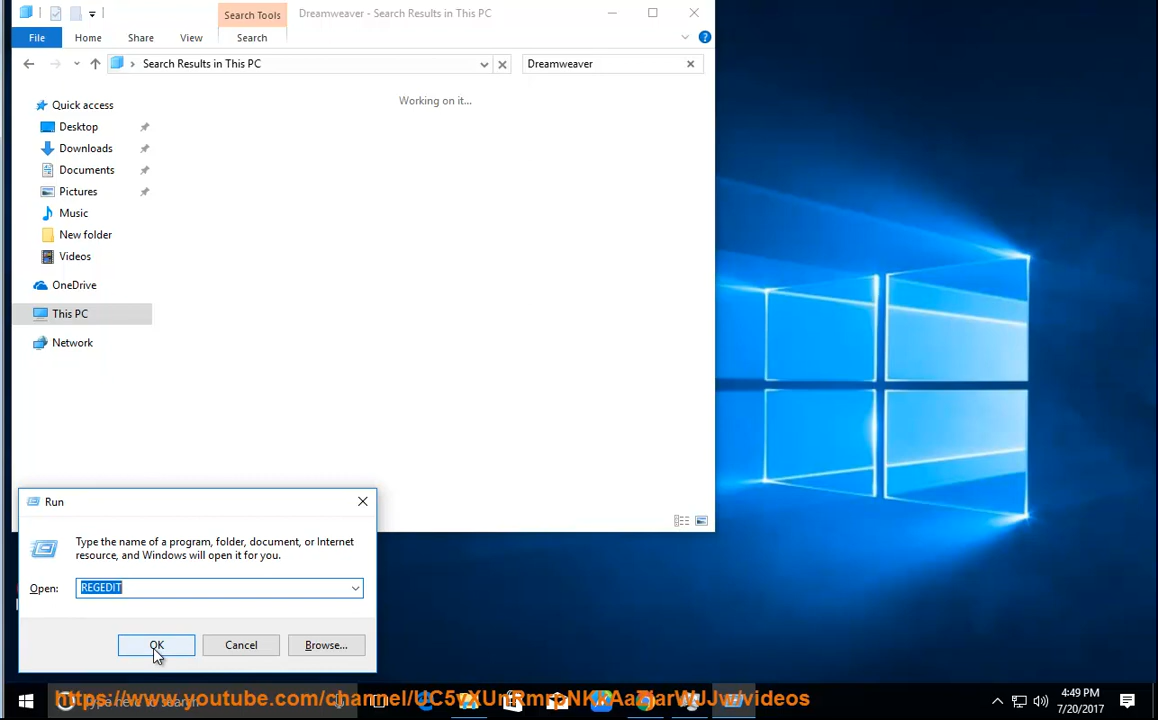 Search Tools
Dreamweaver - Search Results in This PC
File
Home
Share
View
Search
Search Results in This PC
Dreamweaver
Working on it...
Quick access
Desktop
Downloads
Documents
Pictures
Music
New folder
Videos
OneDrive
This PC
Network
Run
Type the name of a program, folder, document, or Internet
resource, and Windows will open it for you.
Open:
REGEDIT
OK
Cancel
Browse...
4:49 PM
7/20/2017